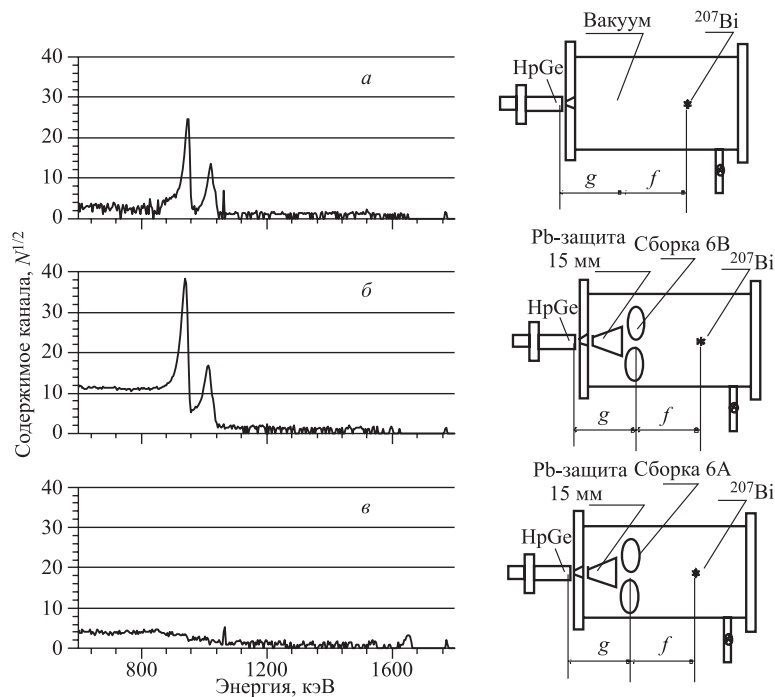 Содержимое канала, N^1/2
40
30
20
10
0
а
40
30
20
10
0
б
40
30
20
10
0
в
800
1200
1600
Энергия, кэВ
Вакуум
207Bi
HpGe
g
f
Pb-защита
15 мм
Сборка 6B
207Bi
HpGe
g
f
Pb-защита
15 мм
Сборка 6A
207Bi
HpGe
g
f